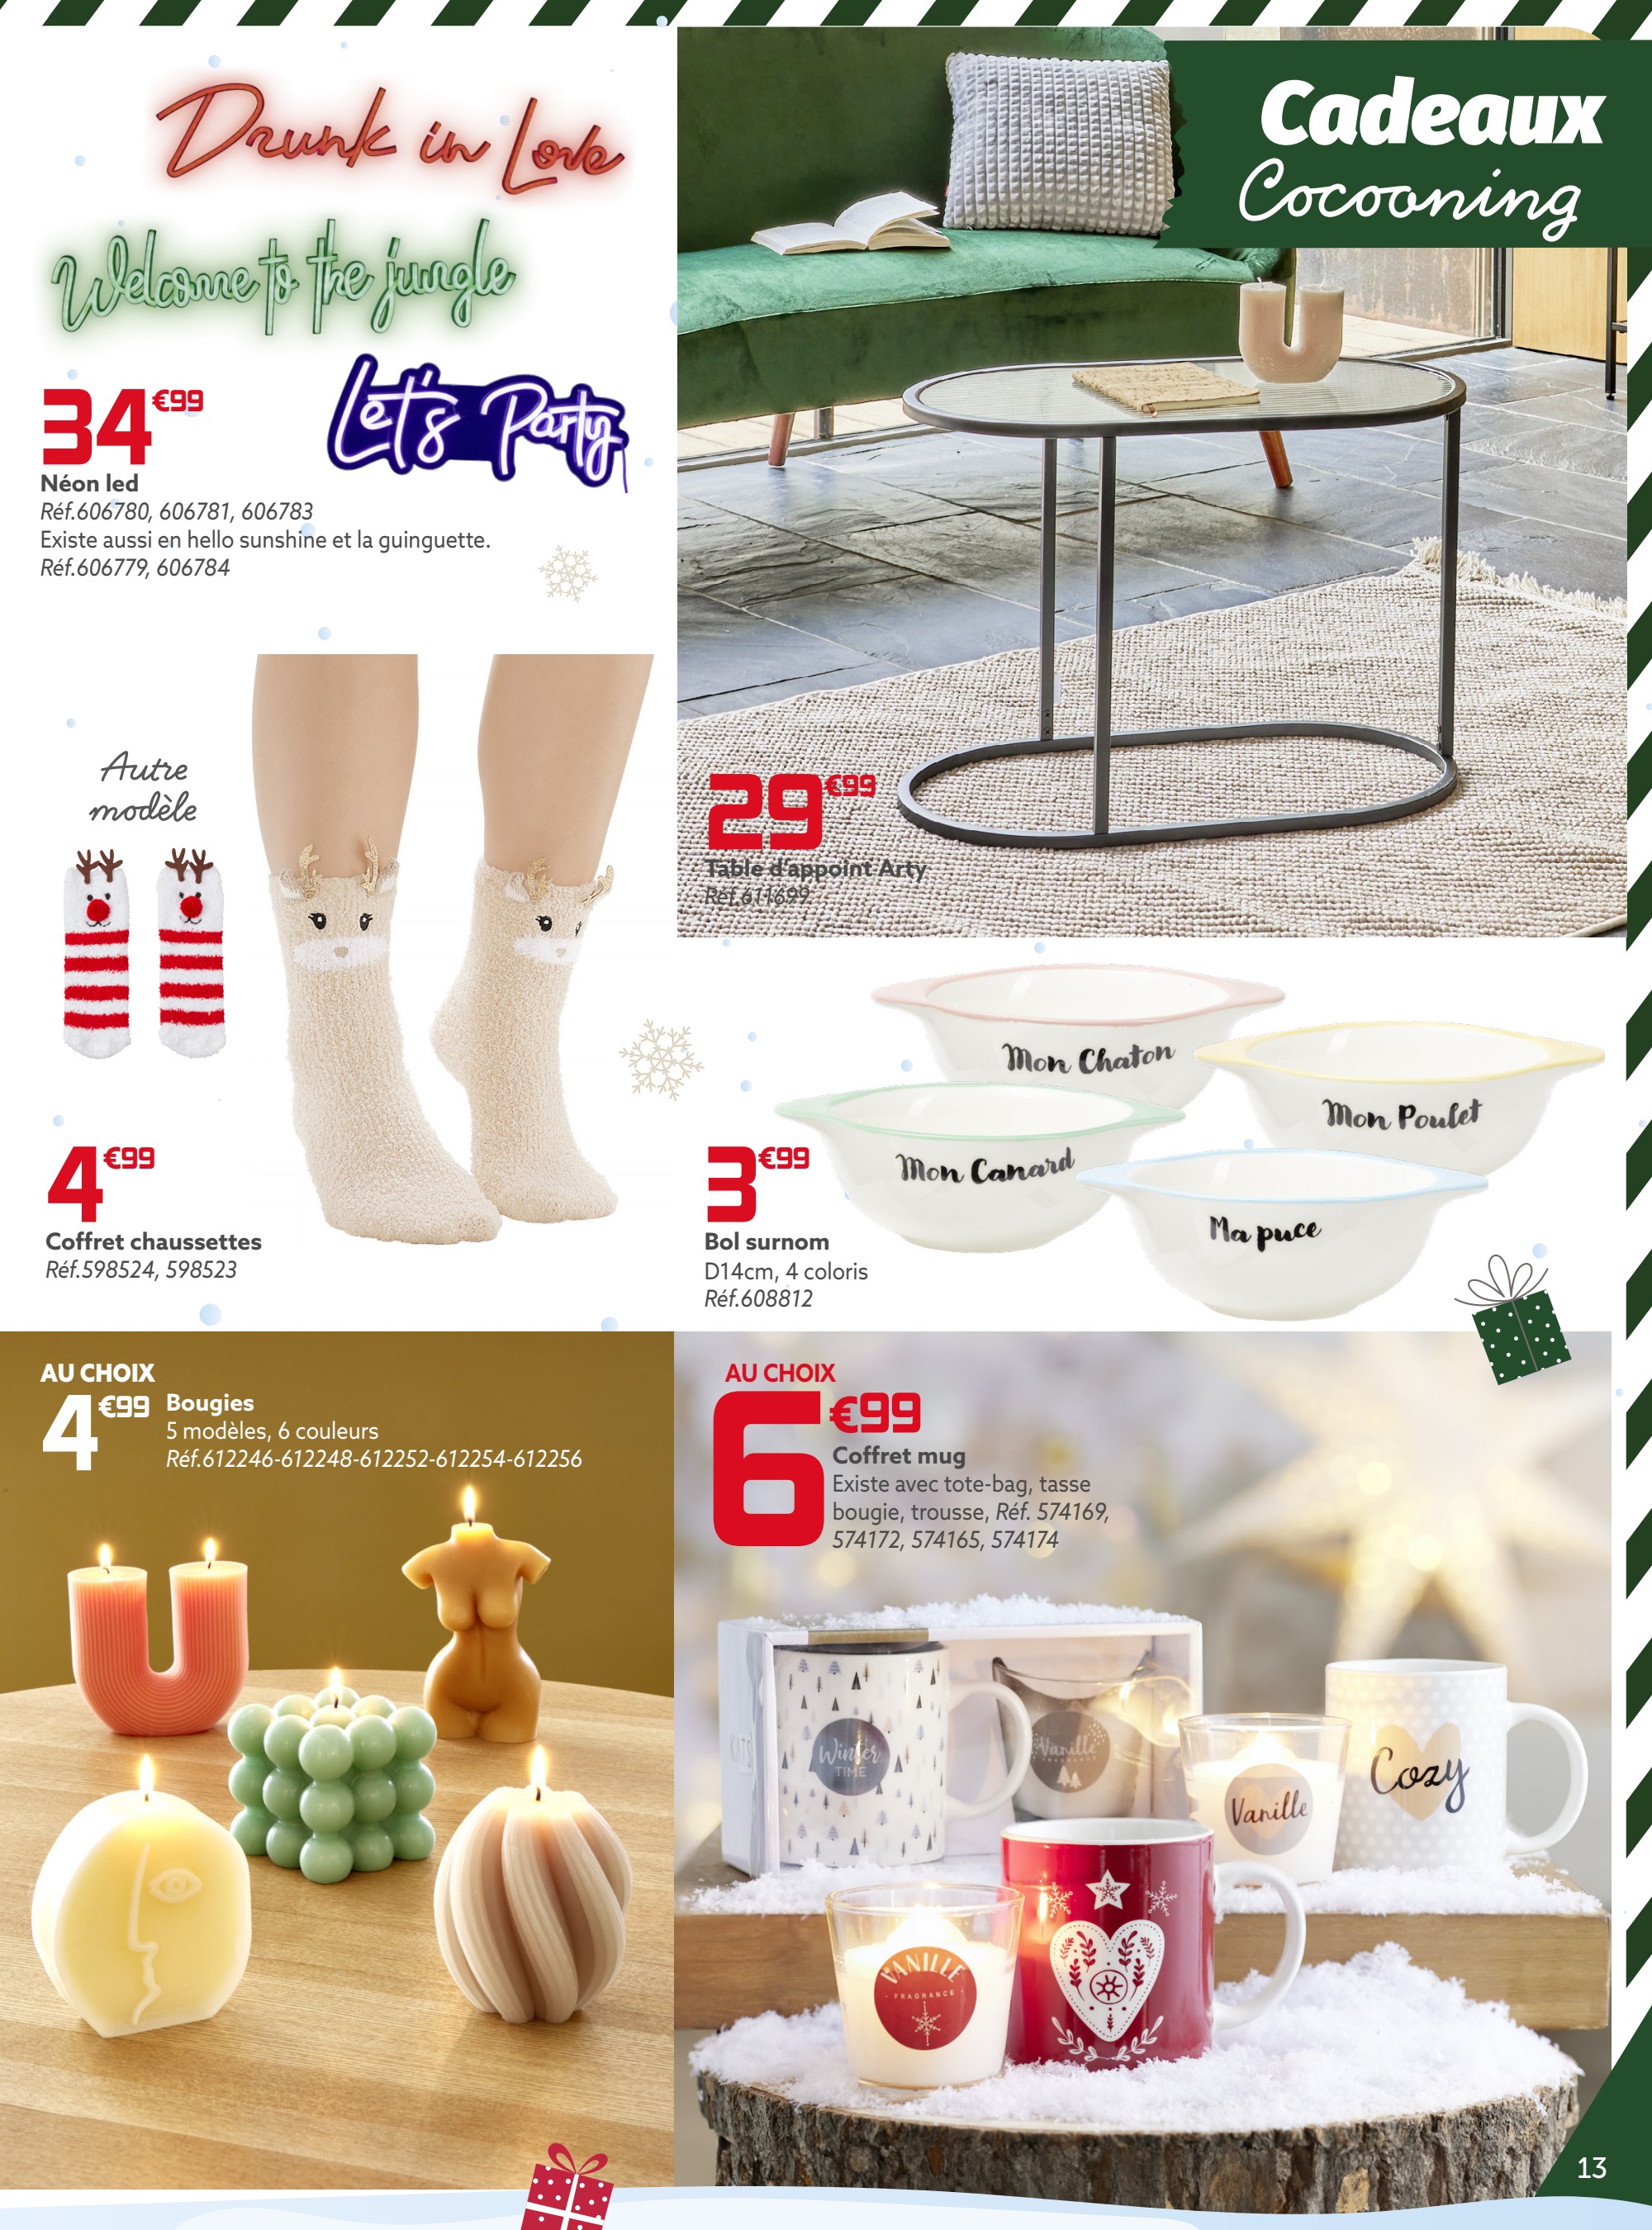 Drunk in Love
Welcome to the jungle
Let's Party
34€99
Néon led
Réf.606780, 606781, 606783
Existe aussi en hello sunshine et la guinguette.
Réf.606779, 606784
Cadeaux
Cocooning
29€99
Table d'appoint Arty
Réf.611699
Autre
modèle
4€99
Coffret chaussettes
Réf.598524, 598523
Mon Chaton
Mon Poulet
Mon Canard
Ma puce
3€99
Bol surnom
D14cm, 4 coloris
Réf.608812
AU CHOIX
4€99
Bougies
5 modèles, 6 couleurs
Réf.612246-612248-612252-612254-612256
AU CHOIX
6€99
Coffret mug
Existe avec tote-bag, tasse
bougie, trousse, Réf. 574169,
574172, 574165, 574174
Winter
TIME
Vanille
Vanille
Cozy
VANILLE
FRAGRANCE
13